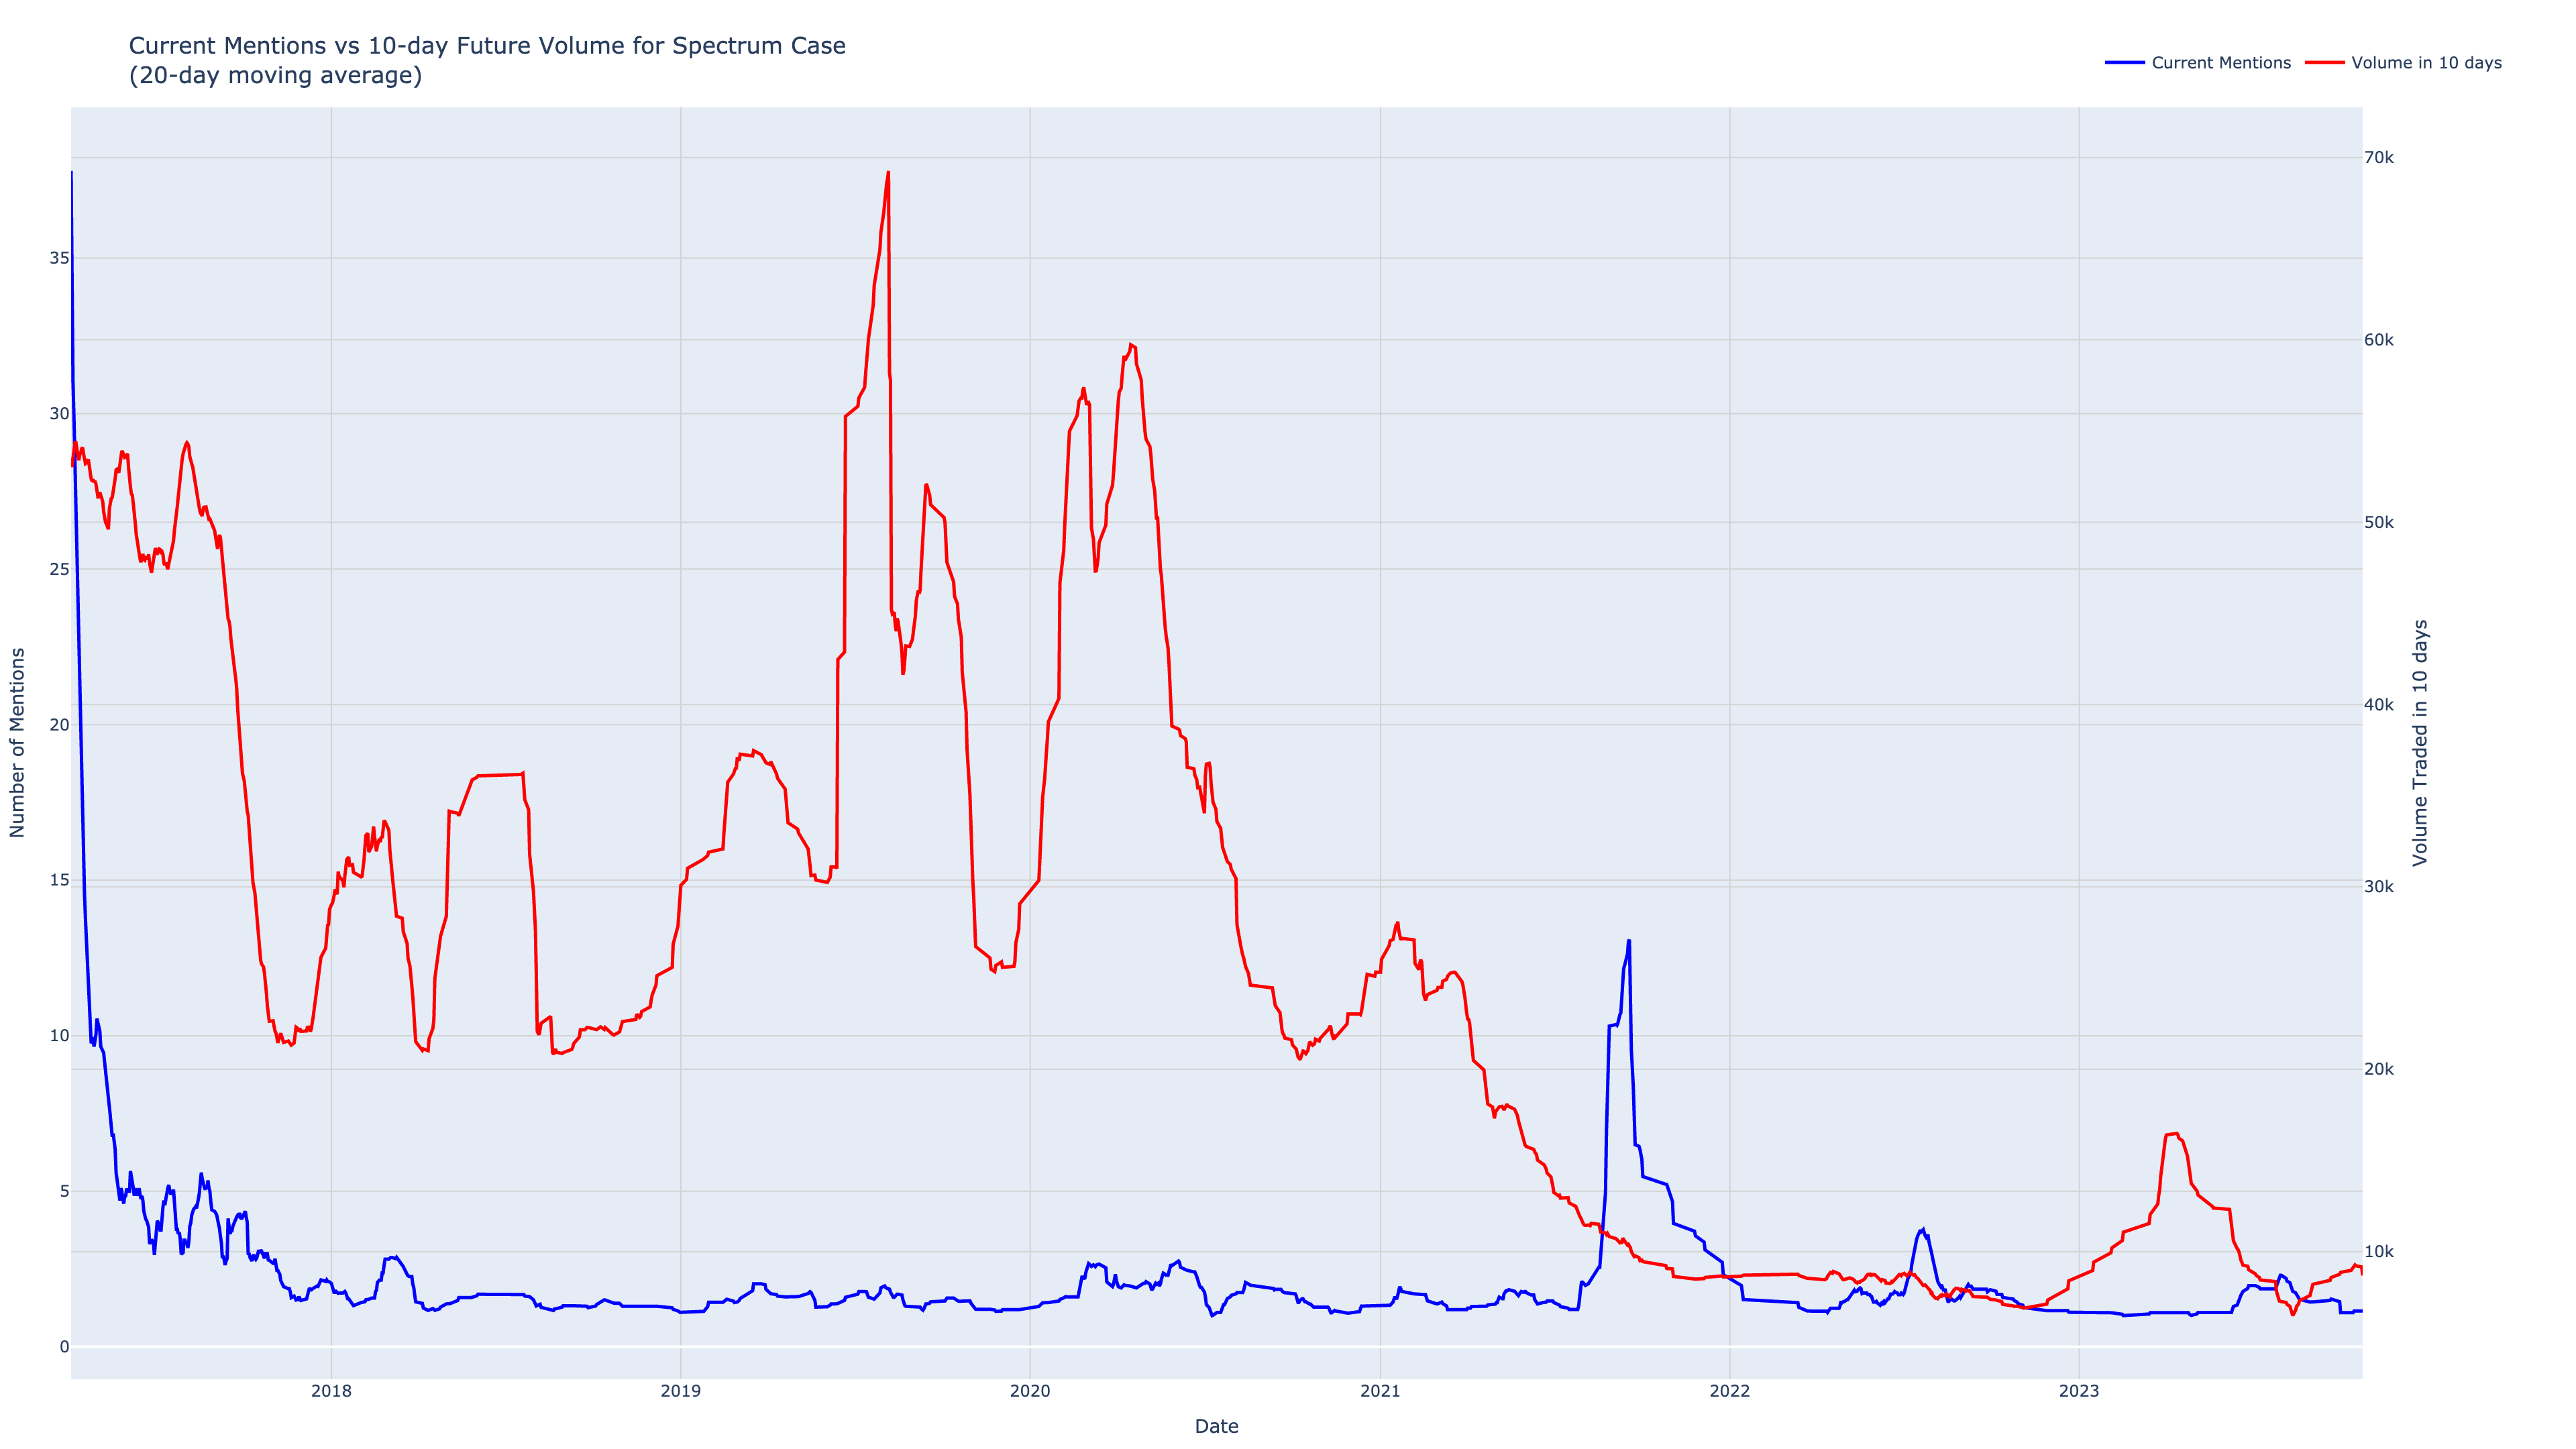 Current Mentions vs 10-day Future Volume for Spectrum Case
(20-day moving average)
Current Mentions
Volume in 10 days
Number of Mentions
35
30
25
20
15
10
5
0
70k
60k
50k
40k
30k
20k
10k
Volume Traded in 10 days
2018
2019
2020
2021
2022
2023
Date